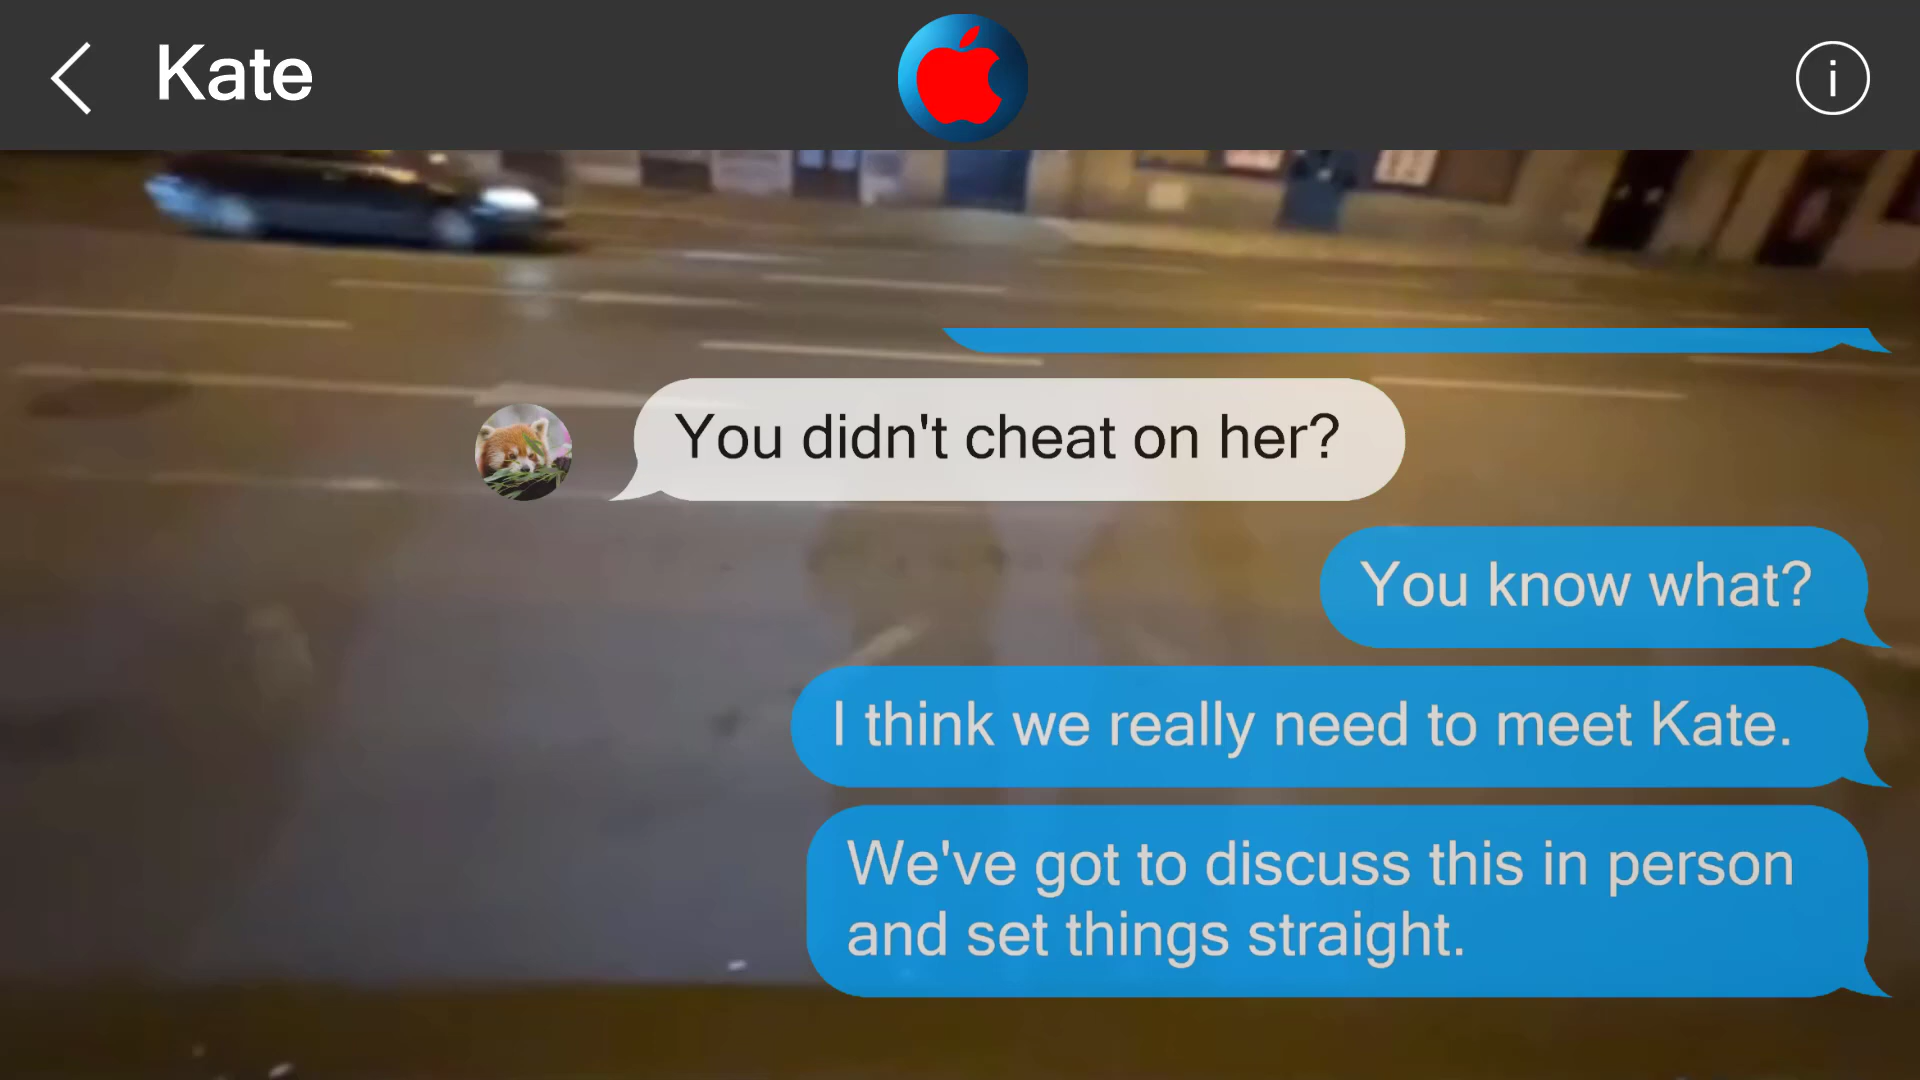 Kate
You didn't cheat on her?
You know what?
I think we really need to meet Kate.
We've got to discuss this in person
and set things straight.